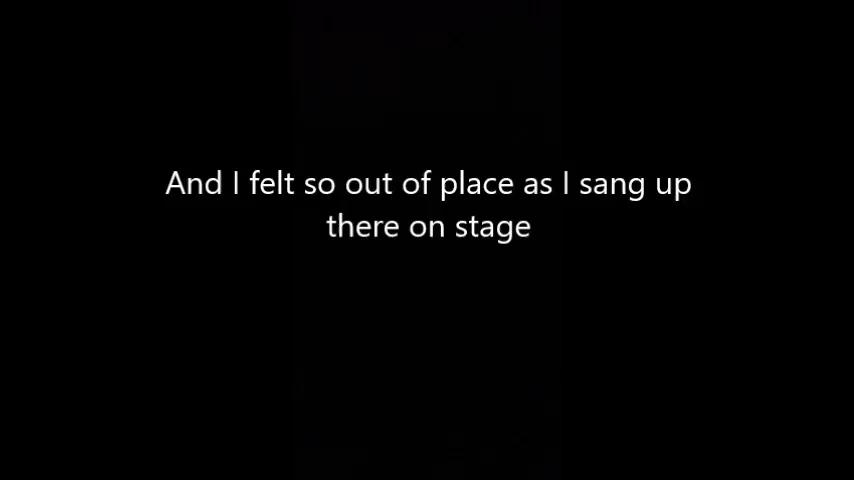 And I felt so out of place as I sang up
there on stage